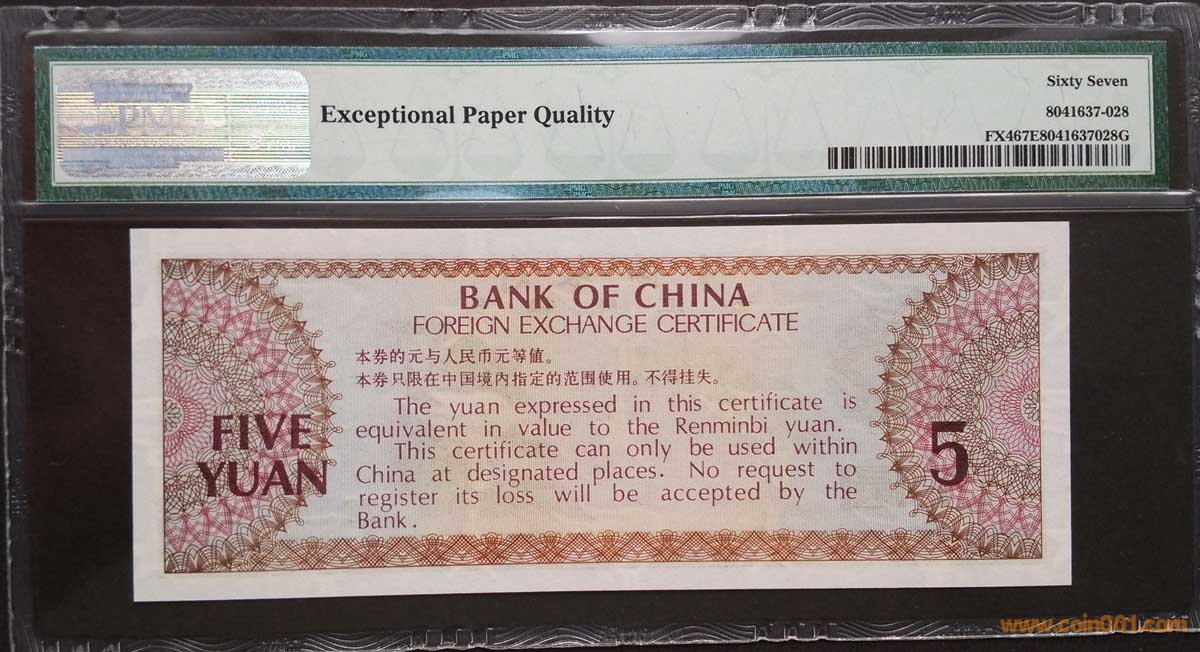 PMG
Exceptional Paper Quality
Sixty Seven
8041637-028
FX467E8041637028G
BANK OF CHINA
FOREIGN EXCHANGE CERTIFICATE
本券的元与人民币元等値。
本券只限在中国境内指定的范围使用。不得挂失。
The yuan expressed in this certificate is
equivalent in value to the Renminbi yuan.
This certificate can only be used within
China at designated places. No request to
register its loss will be accepted by the
Bank.
FIVE
YUAN
5
www.coin001.com